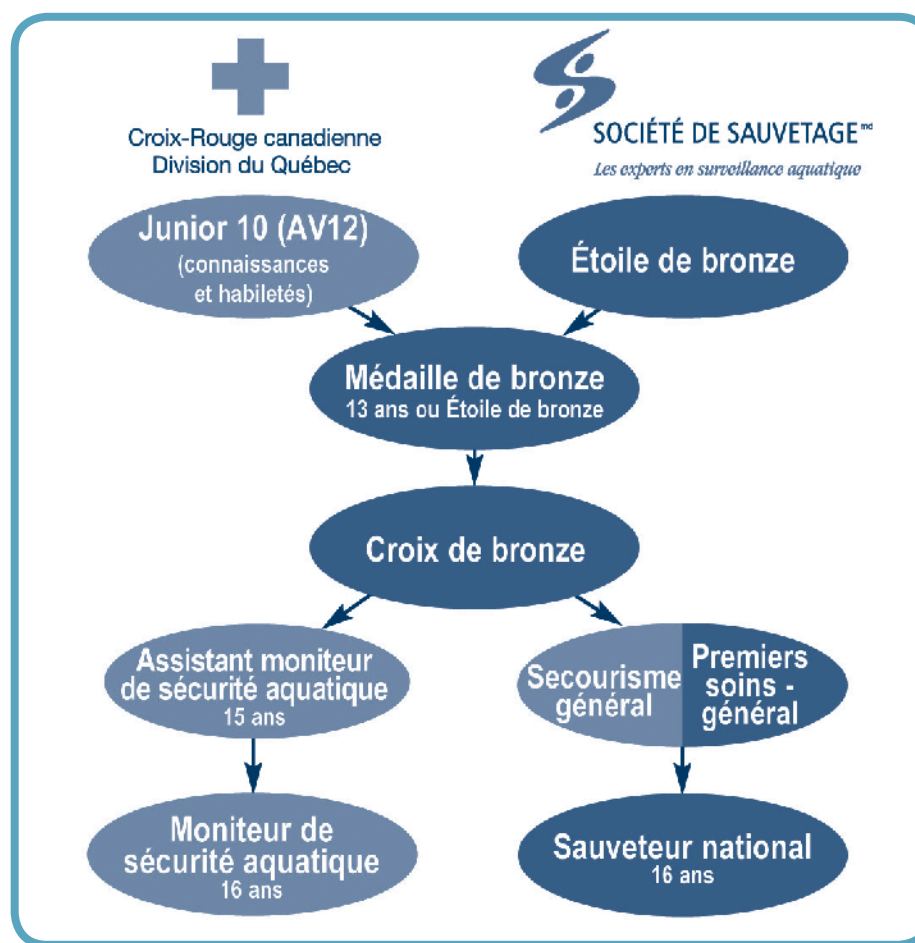 Croix-Rouge canadienne
Division du Québec
SOCIÉTÉ DE SAUVETAGE md
Les experts en surveillance aquatique
Junior 10 (AV12)
(connaissances
et habiletés)
Étoile de bronze
Médaille de bronze
13 ans ou Étoile de bronze
Croix de bronze
Assistant moniteur
de sécurité aquatique
15 ans
Secourisme
général
Premiers
soins -
général
Moniteur de
sécurité aquatique
16 ans
Sauveteur national
16 ans